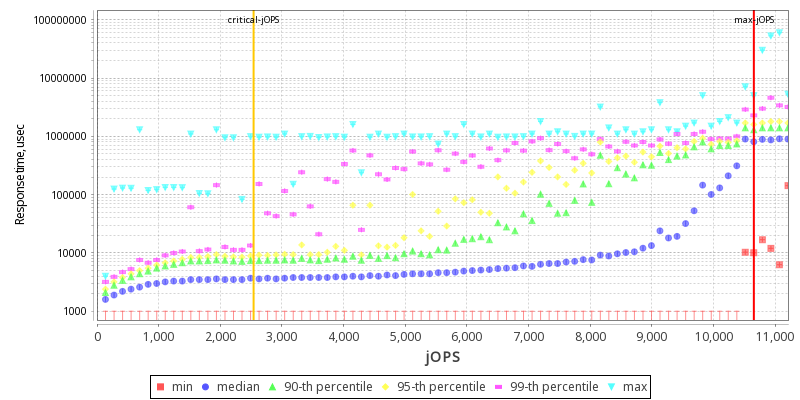 critical-jOPS
max-jOPS
100000000
10000000
1000000
100000
10000
1000
Response time, usec
0
1,000
2,000
3,000
4,000
5,000
6,000
7,000
8,000
9,000
10,000
11,000
jOPS
min
median
90-th percentile
95-th percentile
99-th percentile
max